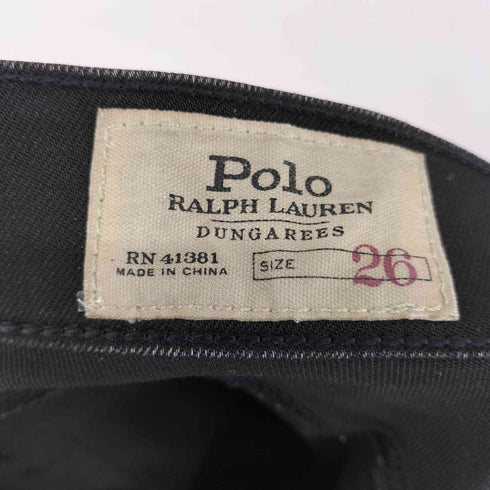 Polo
RALPH LAUREN
DUNGAREES
RN 41381
MADE IN CHINA
SIZE 26